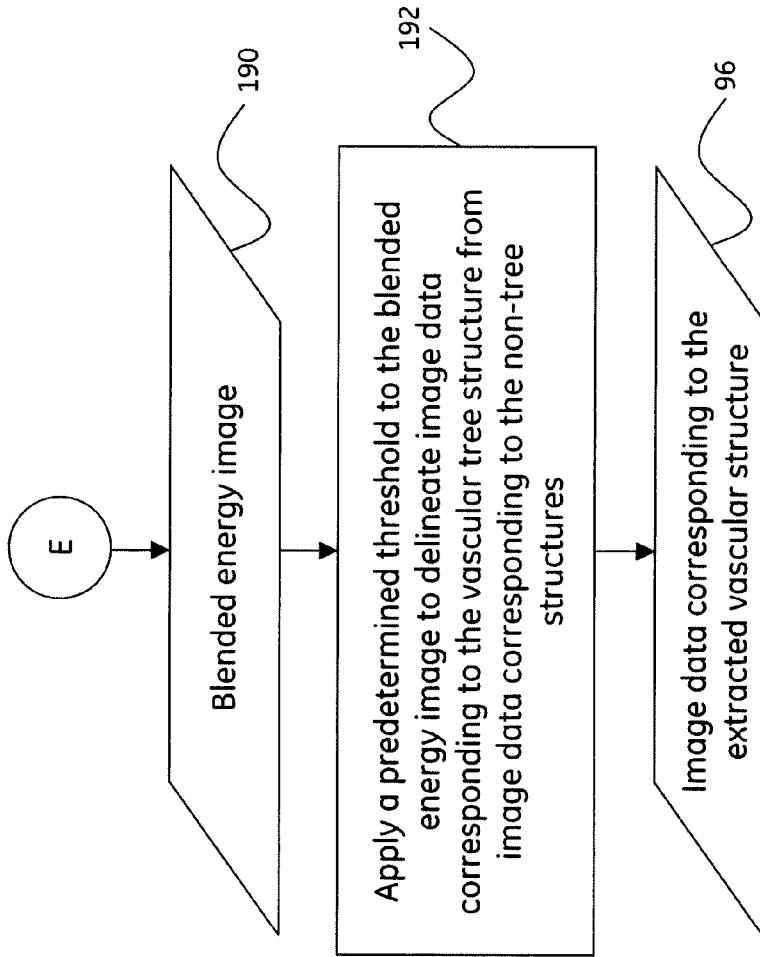 E
Blended energy image
190
Apply a predetermined threshold to the blended
energy image to delineate image data
corresponding to the vascular tree structure from
image data corresponding to the non-tree
structures
192
Image data corresponding to the
extracted vascular structure
96